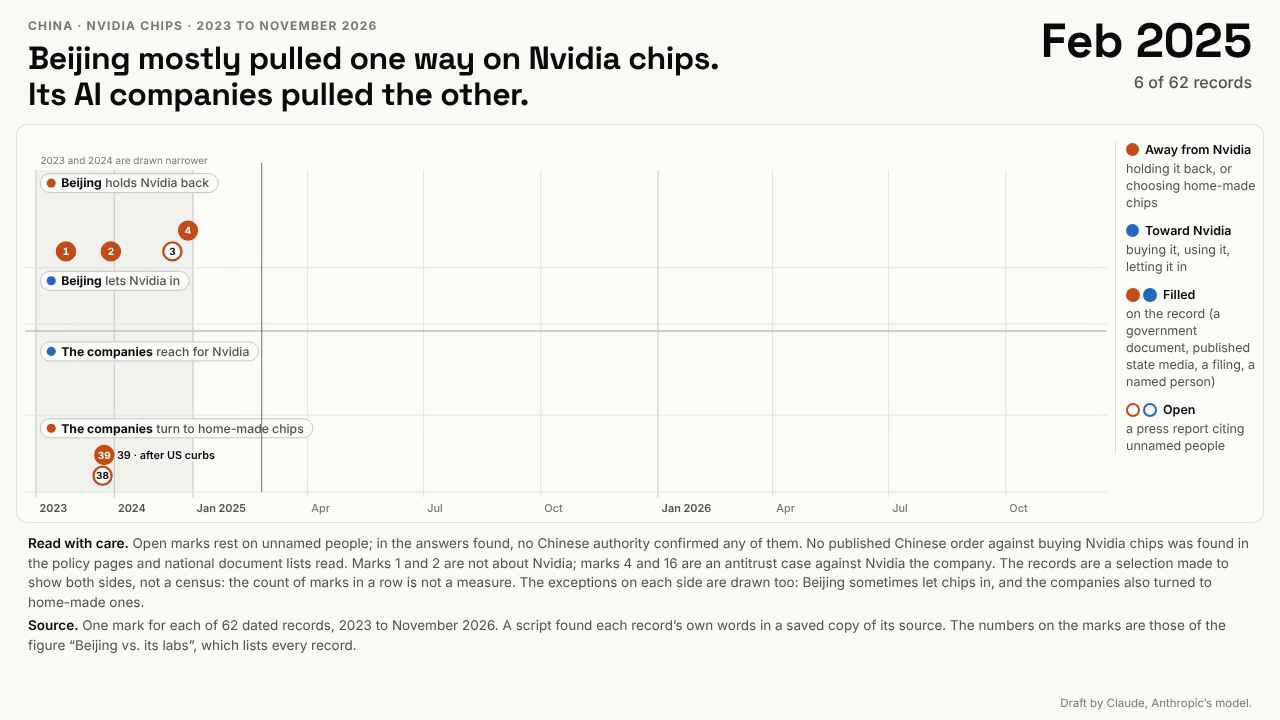 CHINA · NVIDIA CHIPS · 2023 TO NOVEMBER 2026
Beijing mostly pulled one way on Nvidia chips.
Its AI companies pulled the other.
Feb 2025
6 of 62 records
2023 and 2024 are drawn narrower
Beijing holds Nvidia back
4
1
2
3
Beijing lets Nvidia in
The companies reach for Nvidia
The companies turn to home-made chips
39
39 · after US curbs
38
2023
2024
Jan 2025
Apr
Jul
Oct
Jan 2026
Apr
Jul
Oct
Away from Nvidia
holding it back, or
choosing home-made
chips
Toward Nvidia
buying it, using it,
letting it in
Filled
on the record (a
government
document, published
state media, a filing, a
named person)
Open
a press report citing
unnamed people
Read with care. Open marks rest on unnamed people; in the answers found, no Chinese authority confirmed any of them. No published Chinese order against buying Nvidia chips was found in
the policy pages and national document lists read. Marks 1 and 2 are not about Nvidia; marks 4 and 16 are an antitrust case against Nvidia the company. The records are a selection made to
show both sides, not a census: the count of marks in a row is not a measure. The exceptions on each side are drawn too: Beijing sometimes let chips in, and the companies also turned to
home-made ones.
Source. One mark for each of 62 dated records, 2023 to November 2026. A script found each record’s own words in a saved copy of its source. The numbers on the marks are those of the
figure “Beijing vs. its labs”, which lists every record.
Draft by Claude, Anthropic’s model.